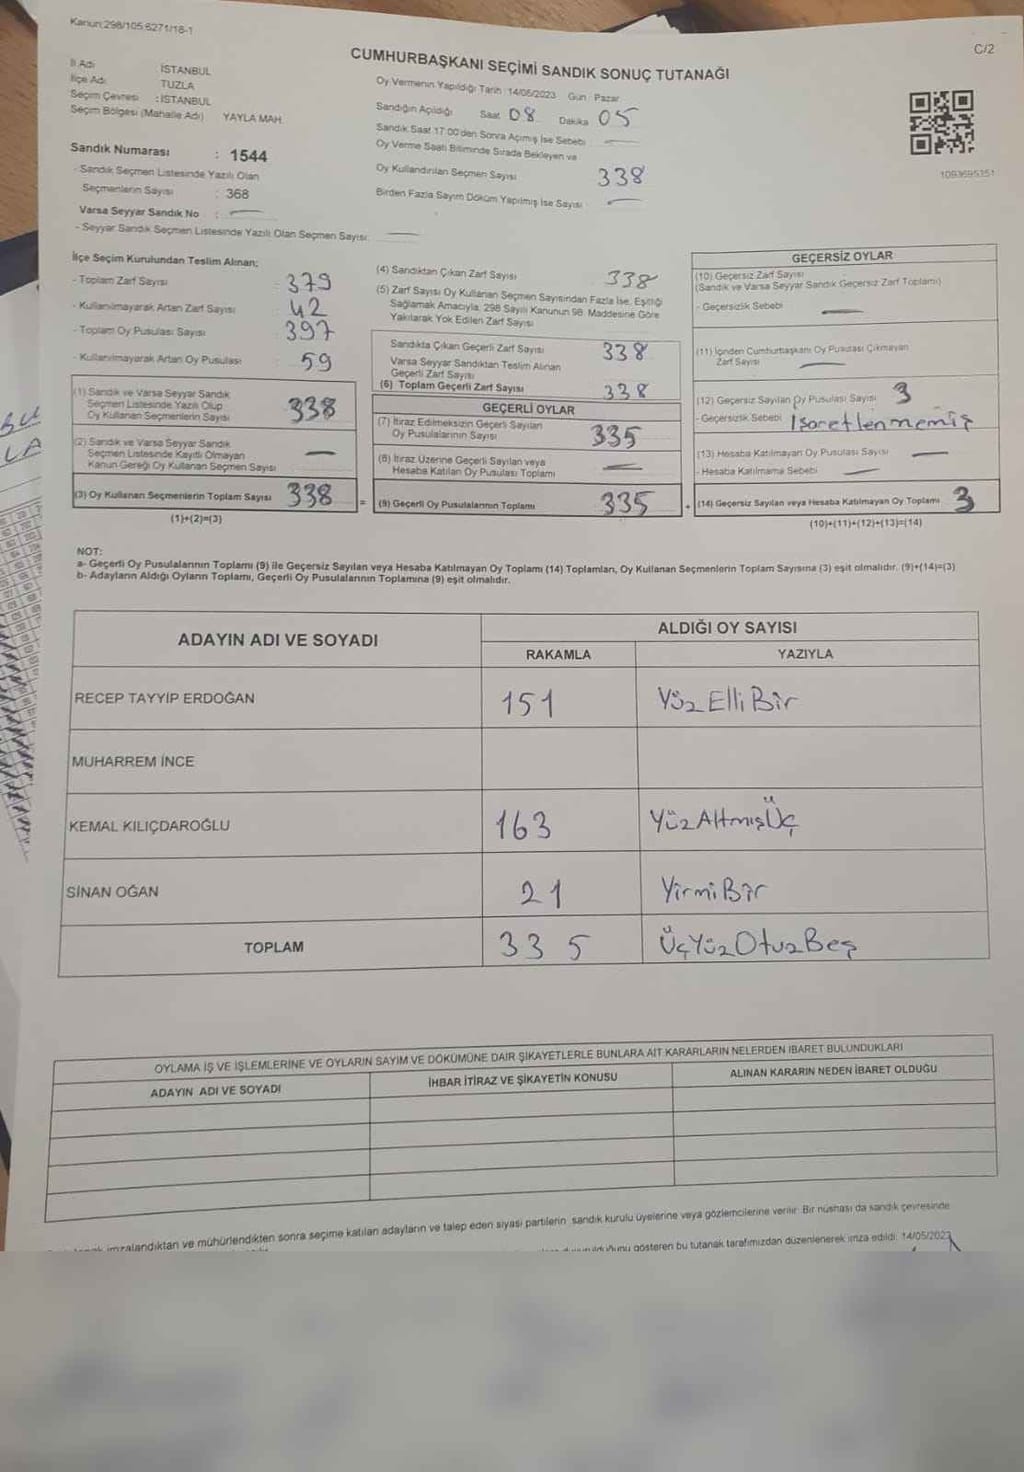 Kanun:298/105,6271/18-1
C/2
CUMHURBAŞKANI SEÇİMİ SANDIK SONUÇ TUTANAĞI
İl Adı : İSTANBUL
İlçe Adı : TUZLA
Seçim Çevresi : İSTANBUL
Seçim Bölgesi (Mahalle Adı) YAYLA MAH.
Sandık Numarası : 1544
- Sandık Seçmen Listesinde Yazılı Olan
Seçmenlerin Sayısı : 368
Varsa Seyyar Sandık No :
- Seyyar Sandık Seçmen Listesinde Yazılı Olan Seçmen Sayısı:
Oy Vermenin Yapıldığı Tarih : 14/05/2023 Gün : Pazar
Sandığın Açıldığı Saat 08 Dakika 05
Sandık Saat 17:00'den Sonra Açılmış İse Sebebi
Oy Verme Saati Bitiminde Sırada Bekleyen ve
Oy Kullandırılan Seçmen Sayısı 338
Birden Fazla Sayım Döküm Yapılmış İse Sayısı
1093695351
İlçe Seçim Kurulundan Teslim Alınan;
- Toplam Zarf Sayısı : 379
- Kullanılmayarak Artan Zarf Sayısı : 42
- Toplam Oy Pusulası Sayısı : 397
- Kullanılmayarak Artan Oy Pusulası : 59
(1) Sandık ve Varsa Seyyar Sandık
Seçmen Listesinde Yazılı Olup
Oy Kullanan Seçmenlerin Sayısı 338
(2) Sandık ve Varsa Seyyar Sandık
Seçmen Listesinde Kayıtlı Olmayan
Kanun Gereği Oy Kullanan Seçmen Sayısı
(3) Oy Kullanan Seçmenlerin Toplam Sayısı 338
(1)+(2)=(3)
(4) Sandıktan Çıkan Zarf Sayısı 338
(5) Zarf Sayısı Oy Kullanan Seçmen Sayısından Fazla İse, Eşitliği
Sağlamak Amacıyla, 298 Sayılı Kanunun 98. Maddesine Göre
Yakılarak Yok Edilen Zarf Sayısı
Sandıkta Çıkan Geçerli Zarf Sayısı 338
Varsa Seyyar Sandıktan Teslim Alınan
Geçerli Zarf Sayısı
(6) Toplam Geçerli Zarf Sayısı 338
GEÇERLİ OYLAR
(7) İtiraz Edilmeksizin Geçerli Sayılan
Oy Pusulalarının Sayısı 335
(8) İtiraz Üzerine Geçerli Sayılan veya
Hesaba Katılan Oy Pusulası Toplamı
= (9) Geçerli Oy Pusulalarının Toplamı 335
GEÇERSİZ OYLAR
(10) Geçersiz Zarf Sayısı
(Sandık ve Varsa Seyyar Sandık Geçersiz Zarf Toplamı)
- Geçersizlik Sebebi
(11) İçinden Cumhurbaşkanı Oy Pusulası Çıkmayan
Zarf Sayısı
(12) Geçersiz Sayılan Oy Pusulası Sayısı 3
- Geçersizlik Sebebi İşaretlenmemiş
(13) Hesaba Katılmayan Oy Pusulası Sayısı
- Hesaba Katılmama Sebebi
+ (14) Geçersiz Sayılan veya Hesaba Katılmayan Oy Toplamı 3
(10)+(11)+(12)+(13)=(14)
NOT:
a- Geçerli Oy Pusulalarının Toplamı (9) ile Geçersiz Sayılan veya Hesaba Katılmayan Oy Toplamı (14) Toplamları, Oy Kullanan Seçmenlerin Toplam Sayısına (3) eşit olmalıdır. (9)+(14)=(3)
b- Adayların Aldığı Oyların Toplamı, Geçerli Oy Pusulalarının Toplamına (9) eşit olmalıdır.
ADAYIN ADI VE SOYADI
ALDIĞI OY SAYISI
RAKAMLA YAZIYLA
RECEP TAYYİP ERDOĞAN 151 Yüz Elli Bir
MUHARREM İNCE
KEMAL KILIÇDAROĞLU 163 YüzAltmışÜç
SİNAN OĞAN 21 YirmiBir
TOPLAM 335 ÜçYüzOtuzBeş
OYLAMA İŞ VE İŞLEMLERİNE VE OYLARIN SAYIM VE DÖKÜMÜNE DAİR ŞİKAYETLERLE BUNLARA AİT KARARLARIN NELERDEN İBARET BULUNDUKLARI
ADAYIN ADI VE SOYADI İHBAR İTİRAZ VE ŞİKAYETİN KONUSU ALINAN KARARIN NEDEN İBARET OLDUĞU
imzalandıktan ve mühürlendikten sonra seçime katılan adayların ve talep eden siyasi partilerin sandık kurulu üyelerine veya gözlemcilerine verilir. Bir nüshası da sandık çevresinde
gösteren bu tutanak tarafımızdan düzenlenerek imza edildi. 14/05/2023